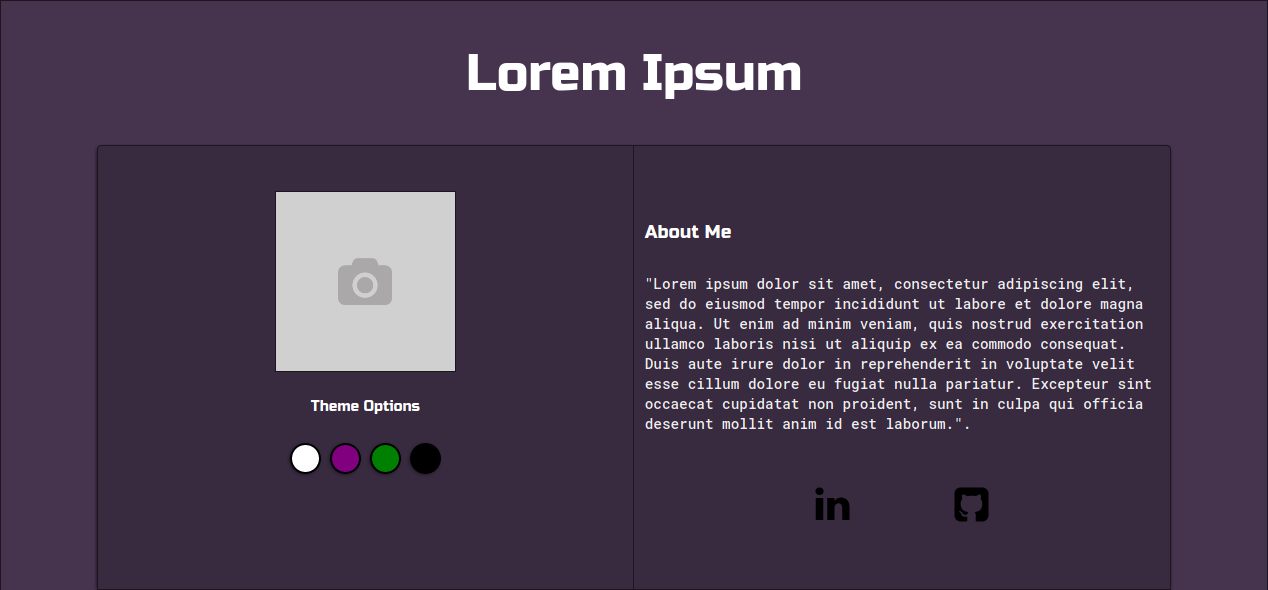 Lorem Ipsum
Theme Options
About Me
"Lorem ipsum dolor sit amet, consectetur adipiscing elit,
sed do eiusmod tempor incididunt ut labore et dolore magna
aliqua. Ut enim ad minim veniam, quis nostrud exercitation
ullamco laboris nisi ut aliquip ex ea commodo consequat.
Duis aute irure dolor in reprehenderit in voluptate velit
esse cillum dolore eu fugiat nulla pariatur. Excepteur sint
occaecat cupidatat non proident, sunt in culpa qui officia
deserunt mollit anim id est laborum.".
in